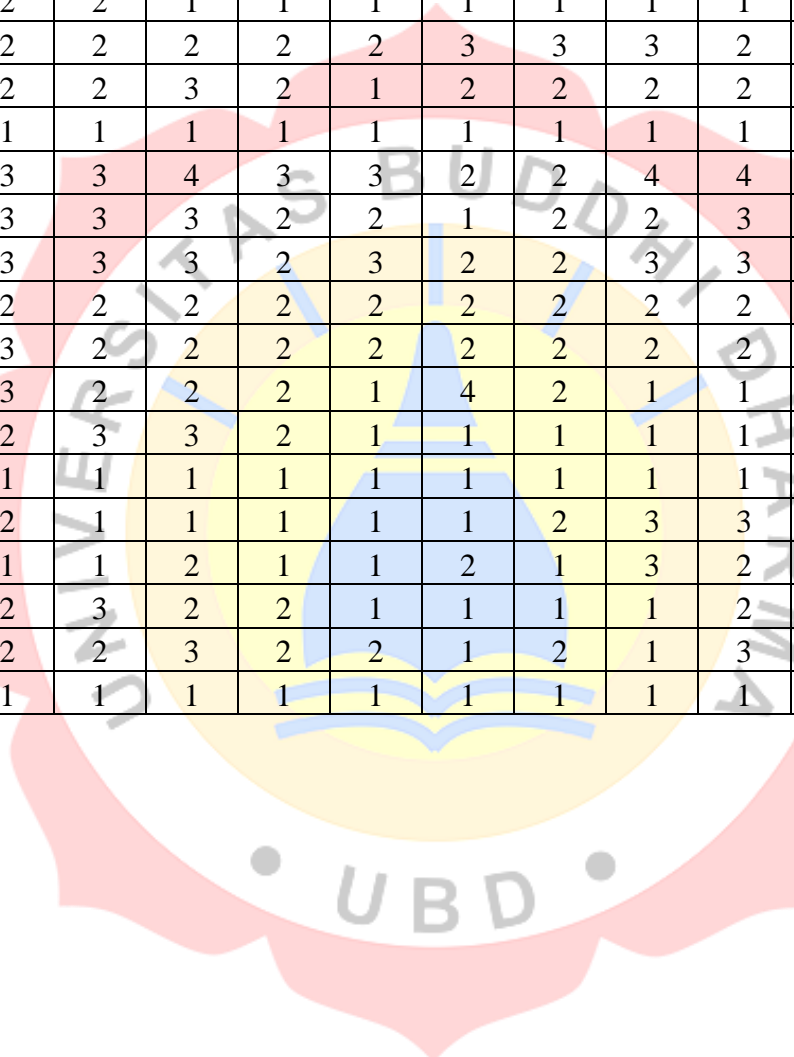 2 2 1 1 1 1 1 1 1
2 2 2 2 2 3 3 3 2
2 2 3 2 1 2 2 2 2
1 1 1 1 1 1 1 1 1
3 3 4 3 3 2 2 4 4
3 3 3 2 2 1 2 2 3
3 3 3 2 3 2 2 3 3
2 2 2 2 2 2 2 2 2
3 2 2 2 2 2 2 2 2
3 2 2 2 1 4 2 1 1
2 3 3 2 1 1 1 1 1
1 1 1 1 1 1 1 1 1
2 1 1 1 1 1 2 3 3
1 1 2 1 1 2 1 3 2
2 3 2 2 1 1 1 1 2
2 2 3 2 2 1 2 1 3
1 1 1 1 1 1 1 1 1
UNIVERSITAS BUDDHI DHARMA
• UBD •